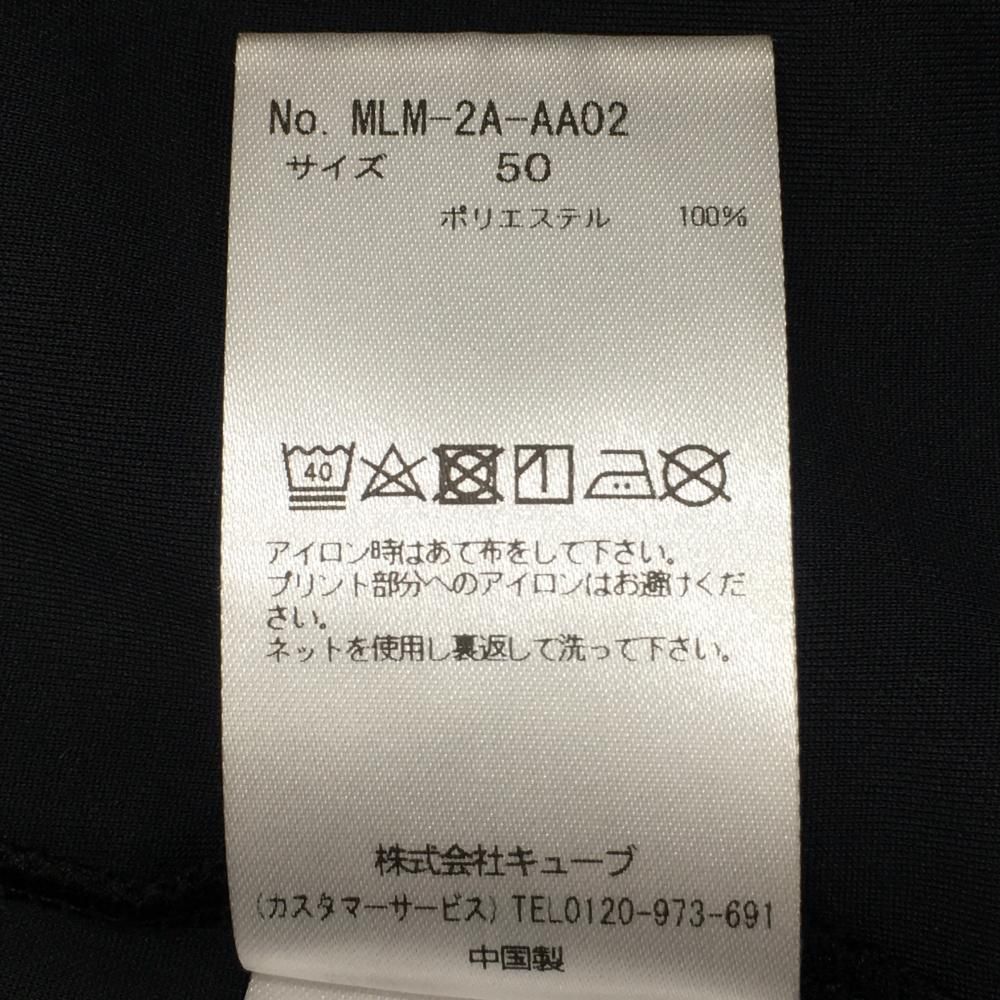 No. MLM-2A-AA02
サイズ 50
ポリエステル 100%
40
アイロン時はあて布をして下さい。
プリント部分へのアイロンはお避けくだ
さい。
ネットを使用し裏返して洗って下さい。
株式会社キューブ
(カスタマーサービス) TEL0120-973-691
中国製